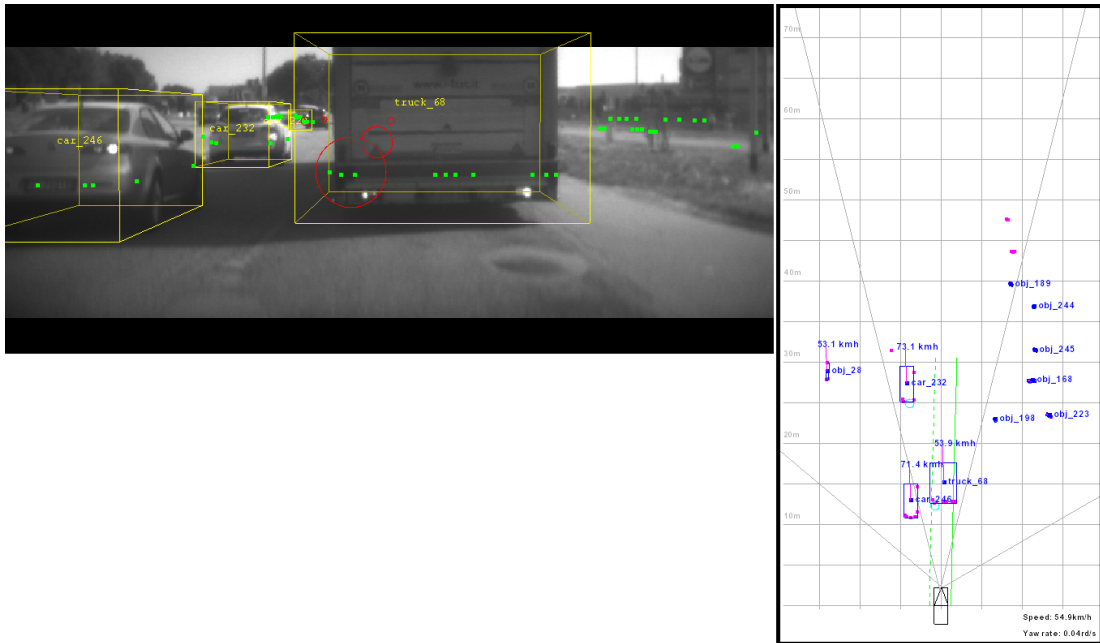 car_246
car_232
truck_68
70m
60m
50m
40m
30m
20m
10m
obj_189
obj_244
obj_245
obj_168
obj_223
obj_198
53.1 kmh
obj_28
73.1 kmh
car_232
53.9 kmh
truck_68
71.4 kmh
car_246
Speed: 54.9km/h
Yaw rate: 0.04rd/s